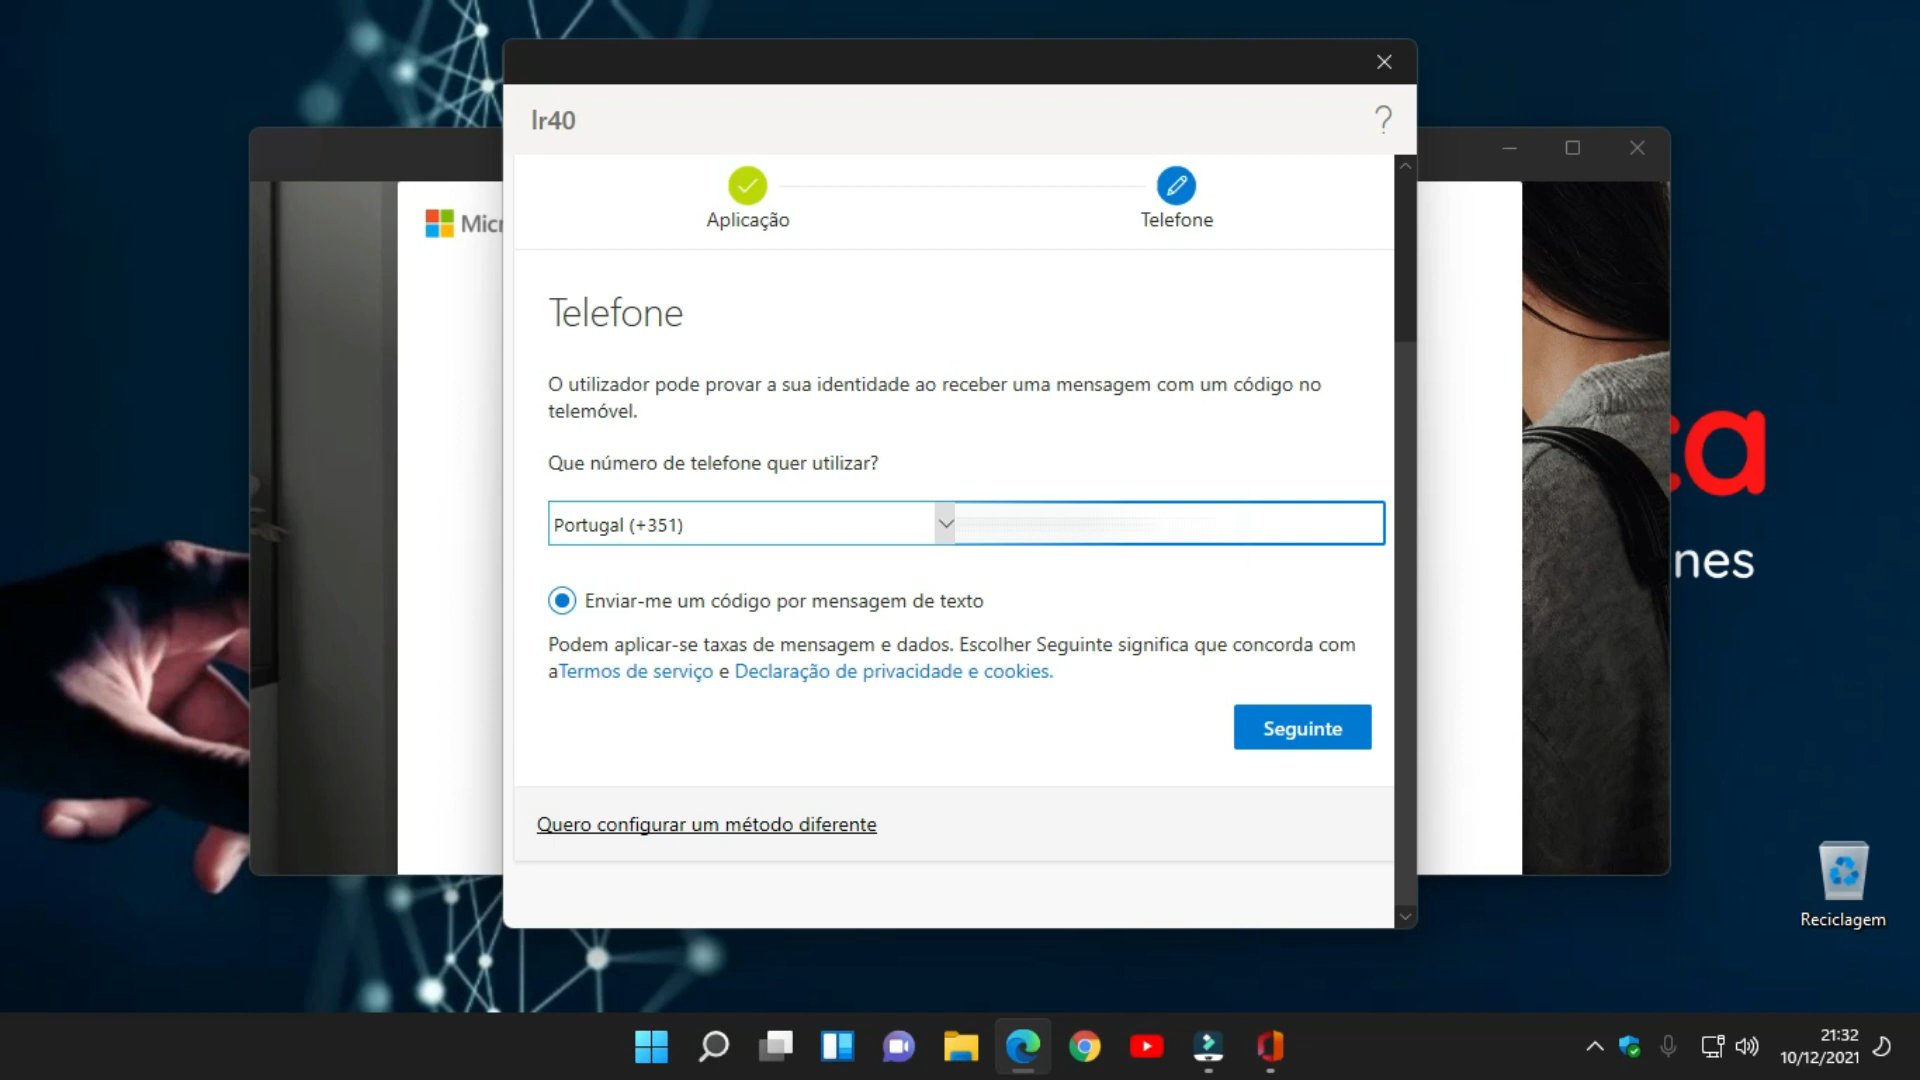 Ir40
?
Aplicação
Telefone
Telefone
O utilizador pode provar a sua identidade ao receber uma mensagem com um código no
telemóvel.
Que número de telefone quer utilizar?
Portugal (+351)
Enviar-me um código por mensagem de texto
Podem aplicar-se taxas de mensagem e dados. Escolher Seguinte significa que concorda com
aTermos de serviço e Declaração de privacidade e cookies.
Seguinte
Quero configurar um método diferente
Micr
a
nes
Reciclagem
21:32
10/12/2021